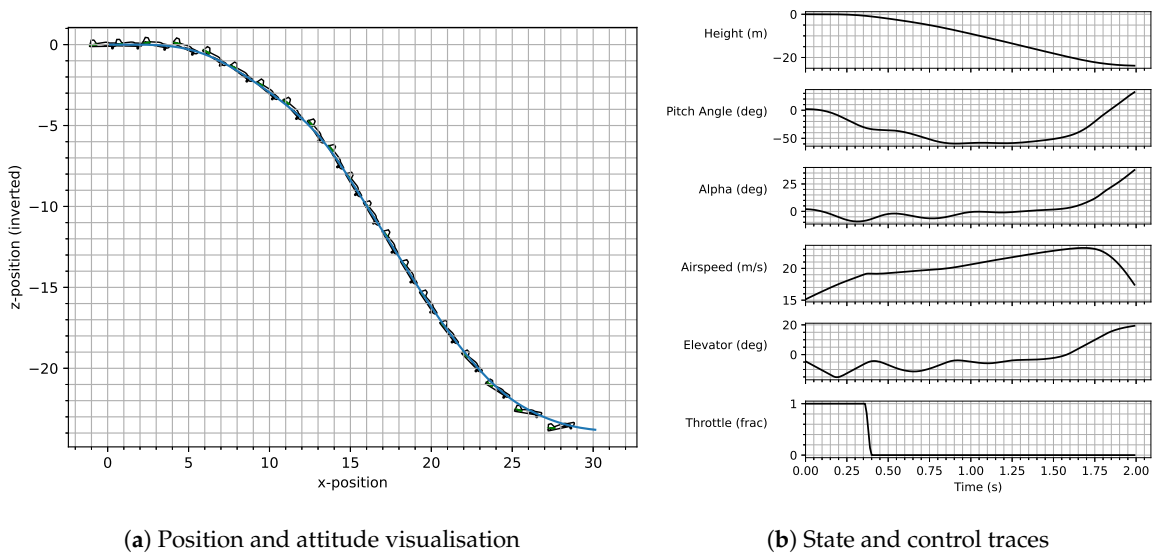 0
−5
−10
−15
−20
z-position (inverted)
0 5 10 15 20 25 30
x-position
Height (m)
0
−20
Pitch Angle (deg)
0
−50
Alpha (deg)
25
0
Airspeed (m/s)
20
15
Elevator (deg)
20
0
Throttle (frac)
1
0
0.00 0.25 0.50 0.75 1.00 1.25 1.50 1.75 2.00
Time (s)
(a) Position and attitude visualisation
(b) State and control traces